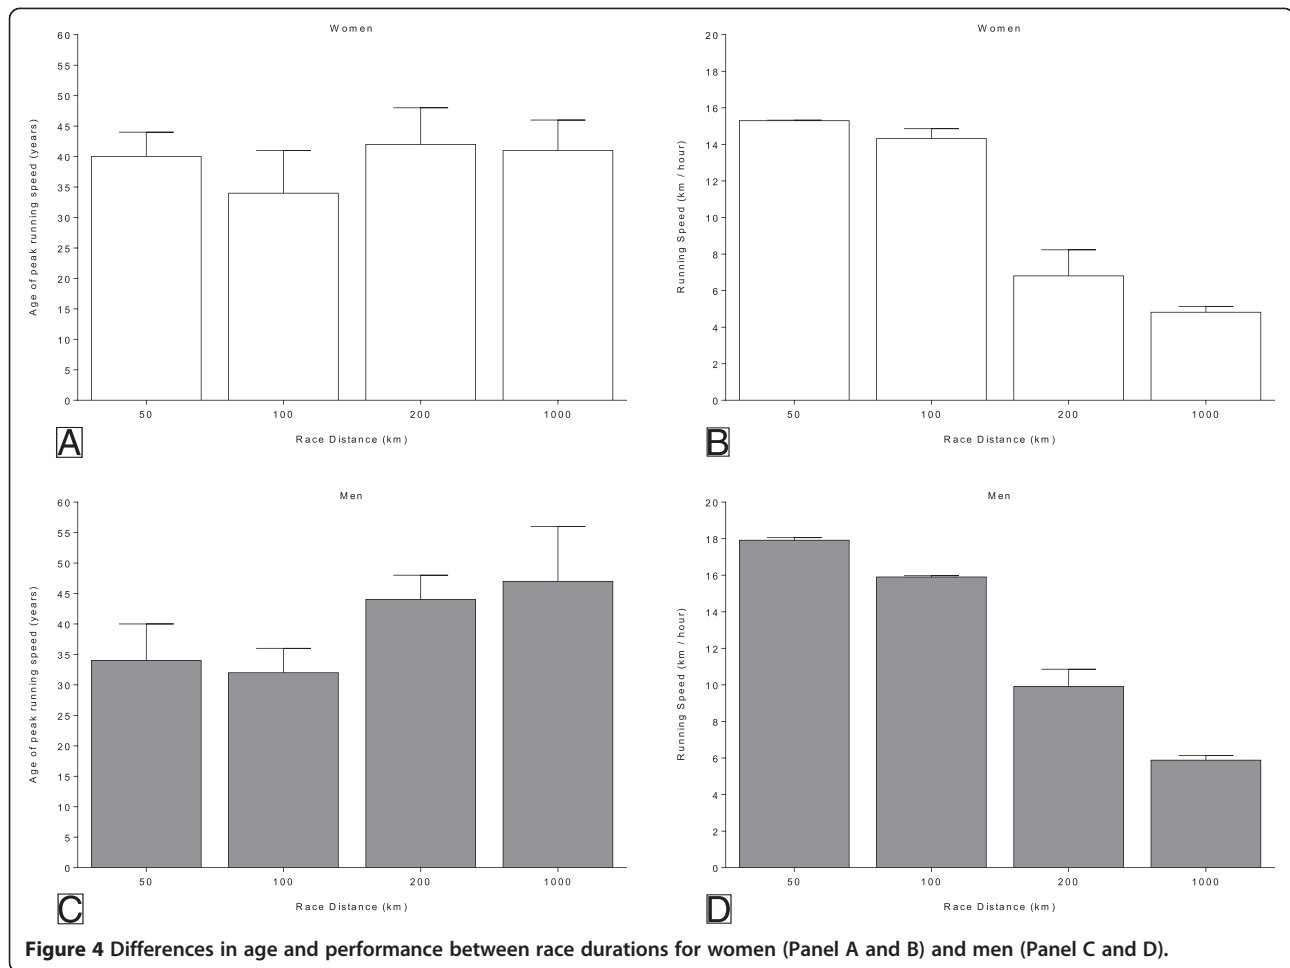 Women
60
55
50
45
40
35
30
25
20
15
10
5
0
Age of peak running speed (years)
50 100 200 1000
Race Distance (km)
A
Women
20
18
16
14
12
10
8
6
4
2
0
Running Speed (km / hour)
50 100 200 1000
Race Distance (km)
B
Men
60
55
50
45
40
35
30
25
20
15
10
5
0
Age of peak running speed (years)
50 100 200 1000
Race Distance (km)
C
Men
20
18
16
14
12
10
8
6
4
2
0
Running Speed (km / hour)
50 100 200 1000
Race Distance (km)
D
Figure 4 Differences in age and performance between race durations for women (Panel A and B) and men (Panel C and D).